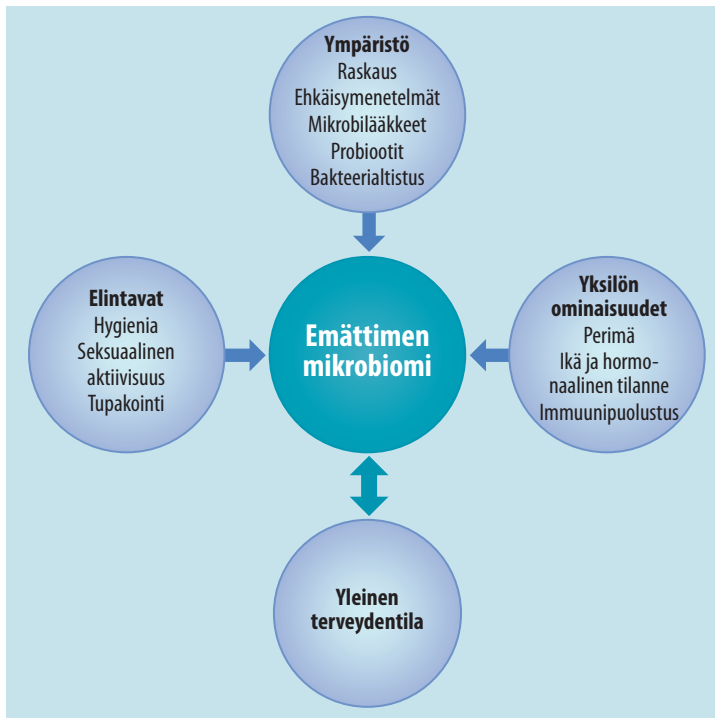 Ympäristö
Raskaus
Ehkäisymenetelmät
Mikrobilääkkeet
Probiootit
Bakteerialtistus
Elintavat
Hygienia
Seksuaalinen
aktiivisuus
Tupakointi
Emättimen
mikrobiomi
Yksilön
ominaisuudet
Perimä
Ikä ja hormo-
naalinen tilanne
Immuunipuolustus
Yleinen
terveydentila